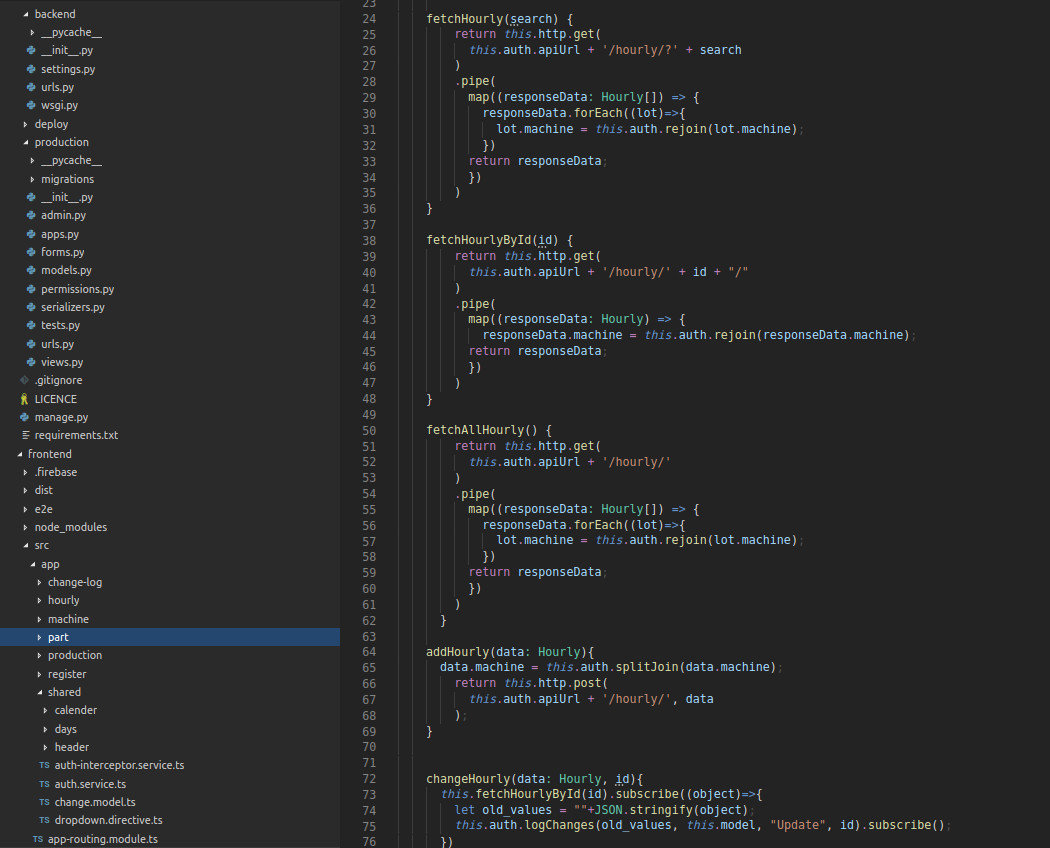 backend
__pycache__
__init__.py
settings.py
urls.py
wsgi.py
deploy
production
__pycache__
migrations
__init__.py
admin.py
apps.py
forms.py
models.py
permissions.py
serializers.py
tests.py
urls.py
views.py
.gitignore
LICENCE
manage.py
requirements.txt
frontend
.firebase
dist
e2e
node_modules
src
app
change-log
hourly
machine
part
production
register
shared
calender
days
header
TS auth-interceptor.service.ts
TS auth.service.ts
TS change.model.ts
TS dropdown.directive.ts
TS app-routing.module.ts
23
24 fetchHourly(search) {
25 return this.http.get(
26 this.auth.apiUrl + '/hourly/?' + search
27 )
28 .pipe(
29 map((responseData: Hourly[]) => {
30 responseData.forEach((lot)=>{
31 lot.machine = this.auth.rejoin(lot.machine);
32 })
33 return responseData;
34 })
35 )
36 }
37
38 fetchHourlyById(id) {
39 return this.http.get(
40 this.auth.apiUrl + '/hourly/' + id + "/"
41 )
42 .pipe(
43 map((responseData: Hourly) => {
44 responseData.machine = this.auth.rejoin(responseData.machine);
45 return responseData;
46 })
47 )
48 }
49
50 fetchAllHourly() {
51 return this.http.get(
52 this.auth.apiUrl + '/hourly/'
53 )
54 .pipe(
55 map((responseData: Hourly[]) => {
56 responseData.forEach((lot)=>{
57 lot.machine = this.auth.rejoin(lot.machine);
58 })
59 return responseData;
60 })
61 )
62 }
63
64 addHourly(data: Hourly){
65 data.machine = this.auth.splitJoin(data.machine);
66 return this.http.post(
67 this.auth.apiUrl + '/hourly/', data
68 );
69 }
70
71
72 changeHourly(data: Hourly, id){
73 this.fetchHourlyById(id).subscribe((object)=>{
74 let old_values = ""+JSON.stringify(object);
75 this.auth.logChanges(old_values, this.model, "Update", id).subscribe();
76 })